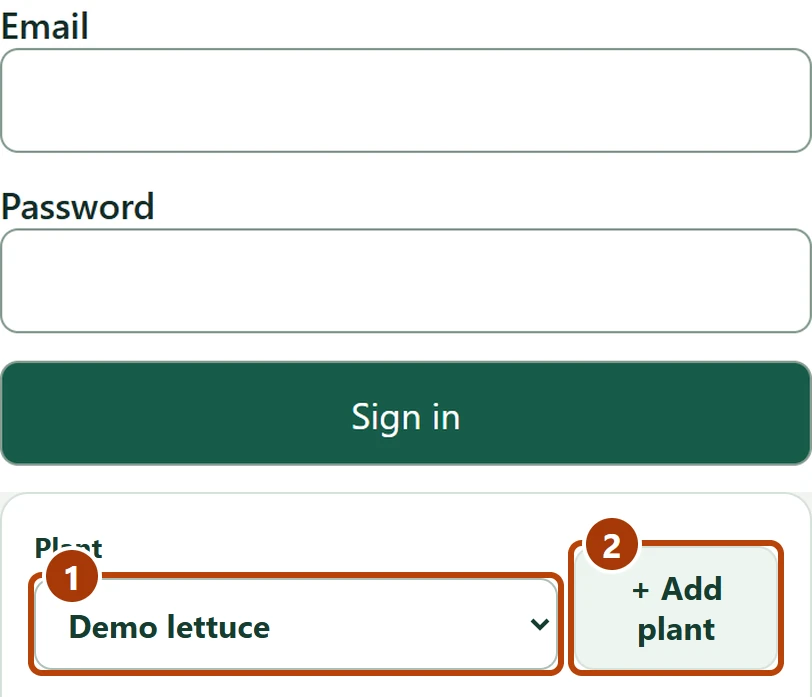 Email
Password
Sign in
Plant
1
Demo lettuce
2
+ Add
plant